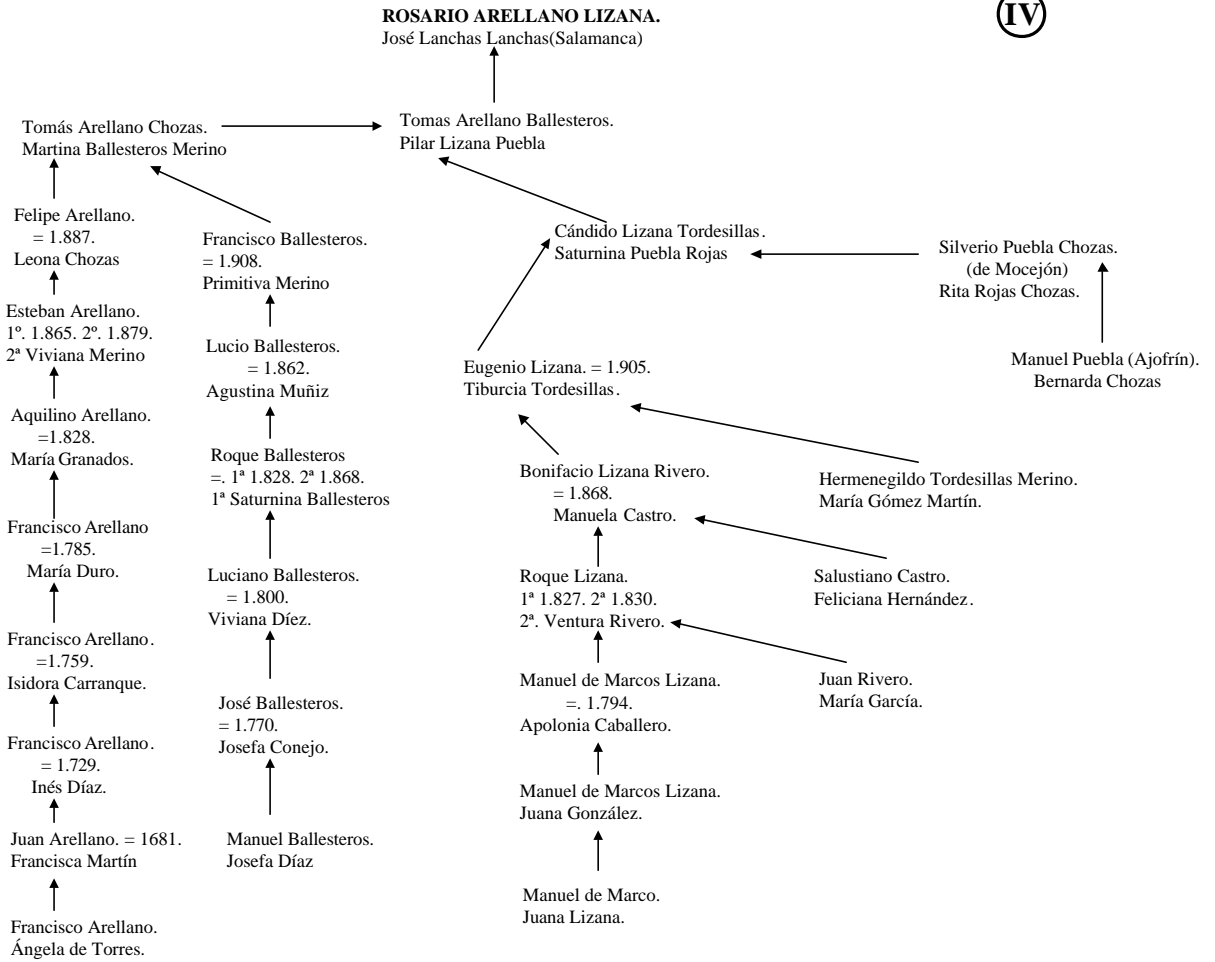 ROSARIO ARELLANO LIZANA.
José Lanchas Lanchas(Salamanca)
IV
Tomás Arellano Chozas.
Martina Ballesteros Merino
Tomas Arellano Ballesteros.
Pilar Lizana Puebla
Felipe Arellano.
= 1.887.
Leona Chozas
Francisco Ballesteros.
= 1.908.
Primitiva Merino
Cándido Lizana Tordesillas.
Saturnina Puebla Rojas
Silverio Puebla Chozas.
(de Mocejón)
Rita Rojas Chozas.
Esteban Arellano.
1º. 1.865. 2º. 1.879.
2ª Viviana Merino
Lucio Ballesteros.
= 1.862.
Agustina Muñiz
Eugenio Lizana. = 1.905.
Tiburcia Tordesillas.
Manuel Puebla (Ajofrín).
Bernarda Chozas
Aquilino Arellano.
=1.828.
María Granados.
Roque Ballesteros
=. 1ª 1.828. 2ª 1.868.
1ª Saturnina Ballesteros
Bonifacio Lizana Rivero.
= 1.868.
Manuela Castro.
Hermenegildo Tordesillas Merino.
María Gómez Martín.
Francisco Arellano
=1.785.
María Duro.
Luciano Ballesteros.
= 1.800.
Viviana Díez.
Roque Lizana.
1ª 1.827. 2ª 1.830.
2ª. Ventura Rivero.
Salustiano Castro.
Feliciana Hernández.
Francisco Arellano.
=1.759.
Isidora Carranque.
José Ballesteros.
= 1.770.
Josefa Conejo.
Manuel de Marcos Lizana.
=. 1.794.
Apolonia Caballero.
Juan Rivero.
María García.
Francisco Arellano.
= 1.729.
Inés Díaz.
Manuel de Marcos Lizana.
Juana González.
Juan Arellano. = 1681.
Francisca Martín
Manuel Ballesteros.
Josefa Díaz
Manuel de Marco.
Juana Lizana.
Francisco Arellano.
Ángela de Torres.